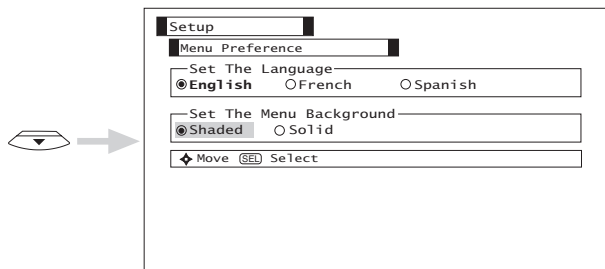 Setup
Menu Preference
Set The Language
English French Spanish
Set The Menu Background
Shaded Solid
Move SEL Select